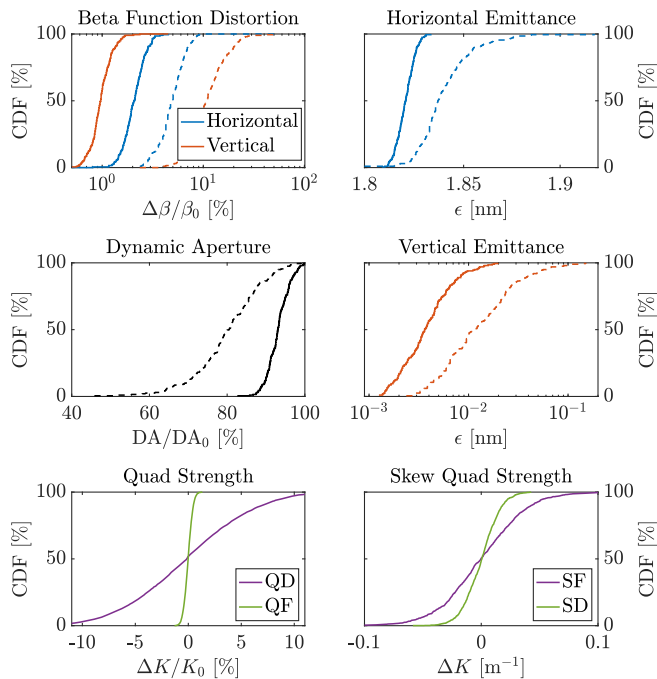 Beta Function Distortion
CDF [%]
100
50
0
Horizontal
Vertical
10^0
10^1
10^2
Δβ/β_0 [%]
Horizontal Emittance
100
50
0
CDF [%]
1.8
1.85
1.9
ϵ [nm]
Dynamic Aperture
CDF [%]
100
50
0
40
60
80
100
DA/DA_0 [%]
Vertical Emittance
100
50
0
CDF [%]
10^-3
10^-2
10^-1
ϵ [nm]
Quad Strength
CDF [%]
100
50
0
QD
QF
-10
-5
0
5
10
ΔK/K_0 [%]
Skew Quad Strength
100
50
0
CDF [%]
SF
SD
-0.1
0
0.1
ΔK [m^-1]